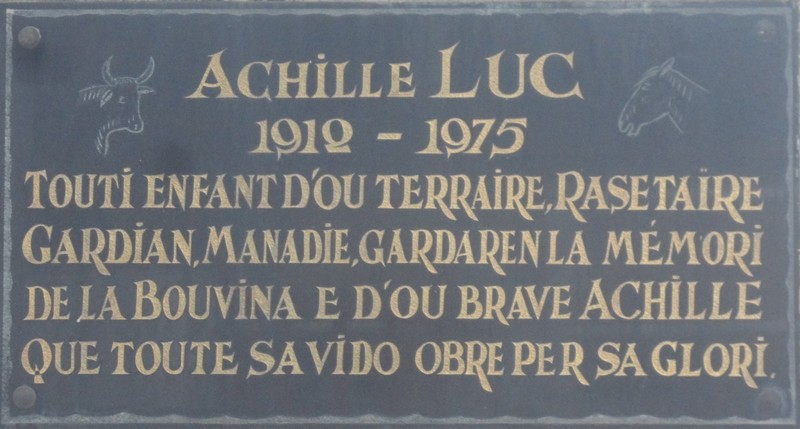 ACHILLE LUC
1912 - 1975
TOUTI ENFANT D'OU TERRAIRE, RASETAÏRE
GARDIAN, MANADIE, GARDAREN LA MÉMORI
DE LA BOUVINA E D'OU BRAVE ACHILLE
QUE TOUTE SA VIDO OBRE PER SA GLORI.